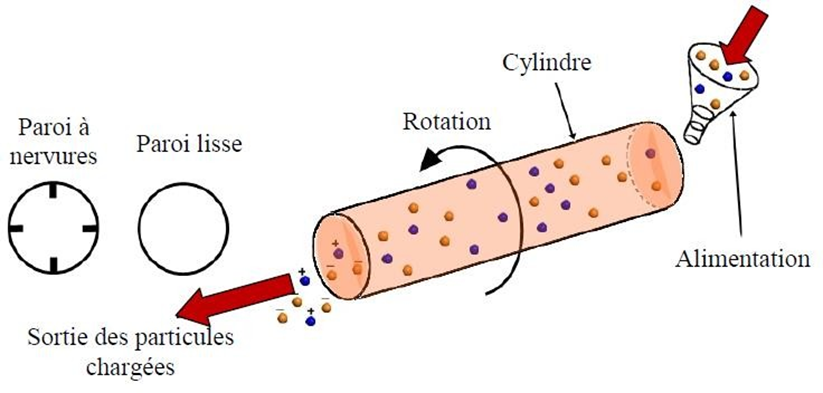 Paroi à
nervures
Paroi lisse
Rotation
Cylindre
Alimentation
Sortie des particules
chargées
+
-
-
+
-
-
-
+